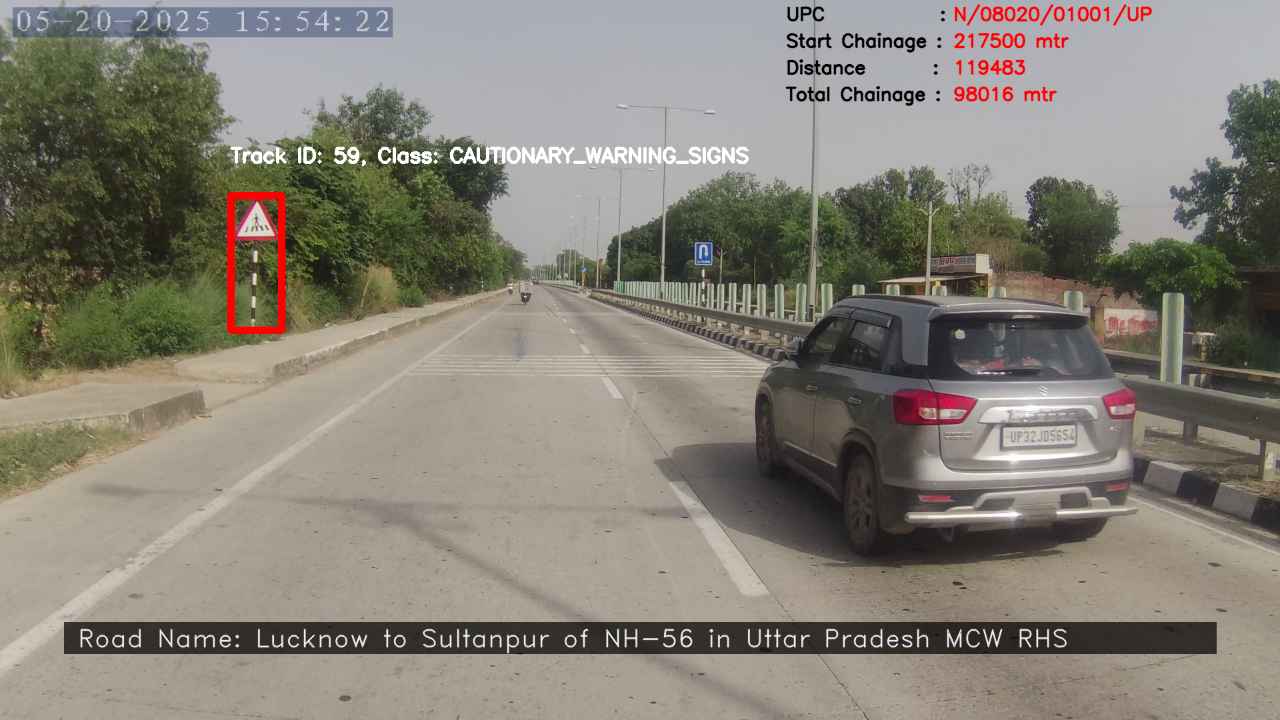 05-20-2025 15:54:22
UPC : N/08020/01001/UP
Start Chainage : 217500 mtr
Distance : 119483
Total Chainage : 98016 mtr
Track ID: 59, Class: CAUTIONARY_WARNING_SIGNS
UP32JD5654
Road Name: Lucknow to Sultanpur of NH-56 in Uttar Pradesh MCW RHS